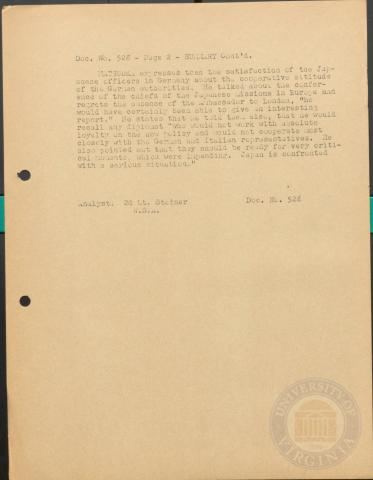 Doc. No. 526 - Page 2 - SUMMARY Cont'd.
MATSUOKA expresses then the satisfaction of the Jap-
anese officers in Germany about the cooperative attitude
of the German authorities. He talked about the confer-
ence of the chiefs of the Japanese missions in Europe and
regrets the absence of the Ambassador to London, "he
would have certainly been able to give an interesting
report." He states that he told them also, that he would
recall any diplomat "who would not work with absolute
loyalty on the new policy and would not cooperate most
closely with the German and Italian representatives. He
also pointed out that they should be ready for very criti-
cal moments, which were impending. Japan is confronted
with a serious situation."
Analyst: 2d Lt. Steiner
Doc. No. 526
W.S.A.
UNIVERSITY OF VIRGINIA